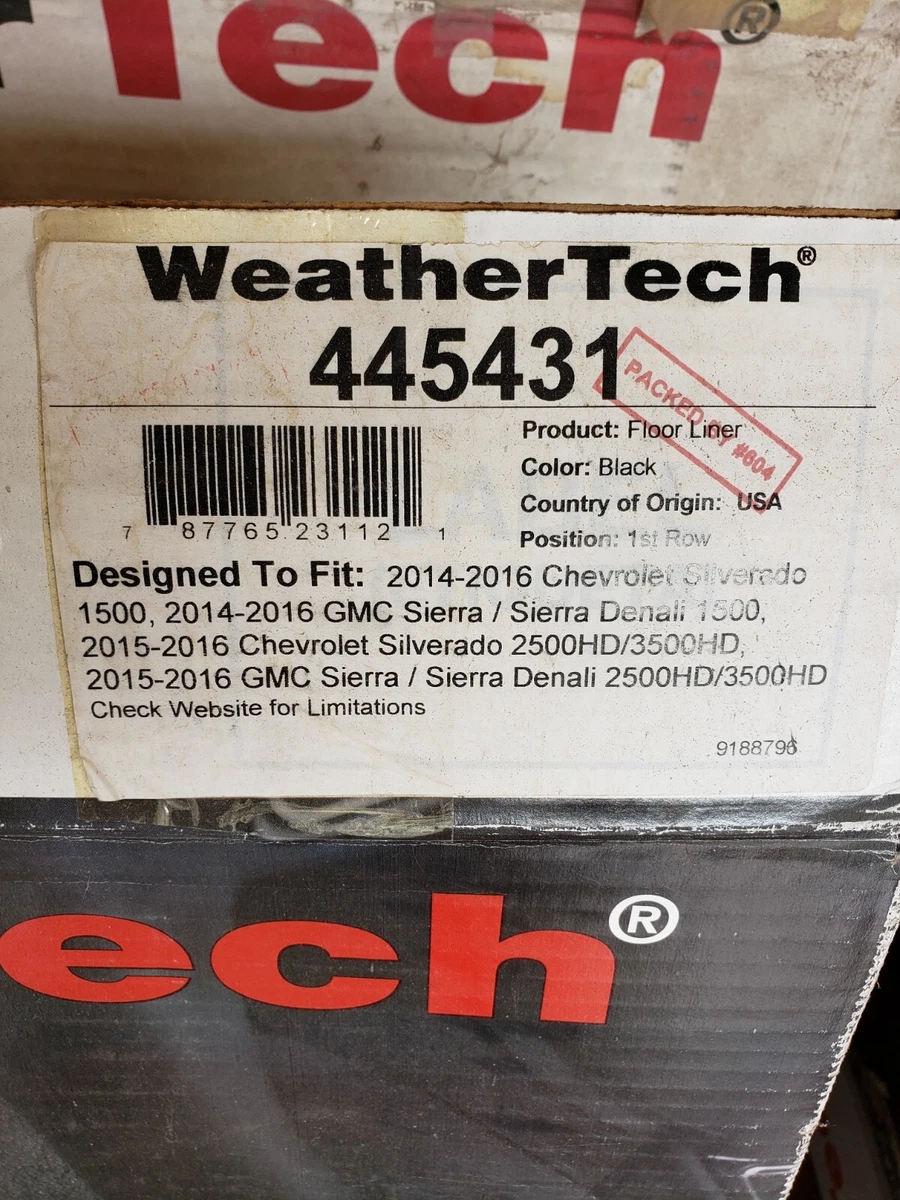 rTech®
WeatherTech®
445431
PACKED BY #604
Product: Floor Liner
Color: Black
Country of Origin: USA
Position: 1st Row
7 87765 23112 1
Designed To Fit: 2014-2016 Chevrolet Silverado
1500, 2014-2016 GMC Sierra / Sierra Denali 1500,
2015-2016 Chevrolet Silverado 2500HD/3500HD,
2015-2016 GMC Sierra / Sierra Denali 2500HD/3500HD
Check Website for Limitations
9188796
ech®